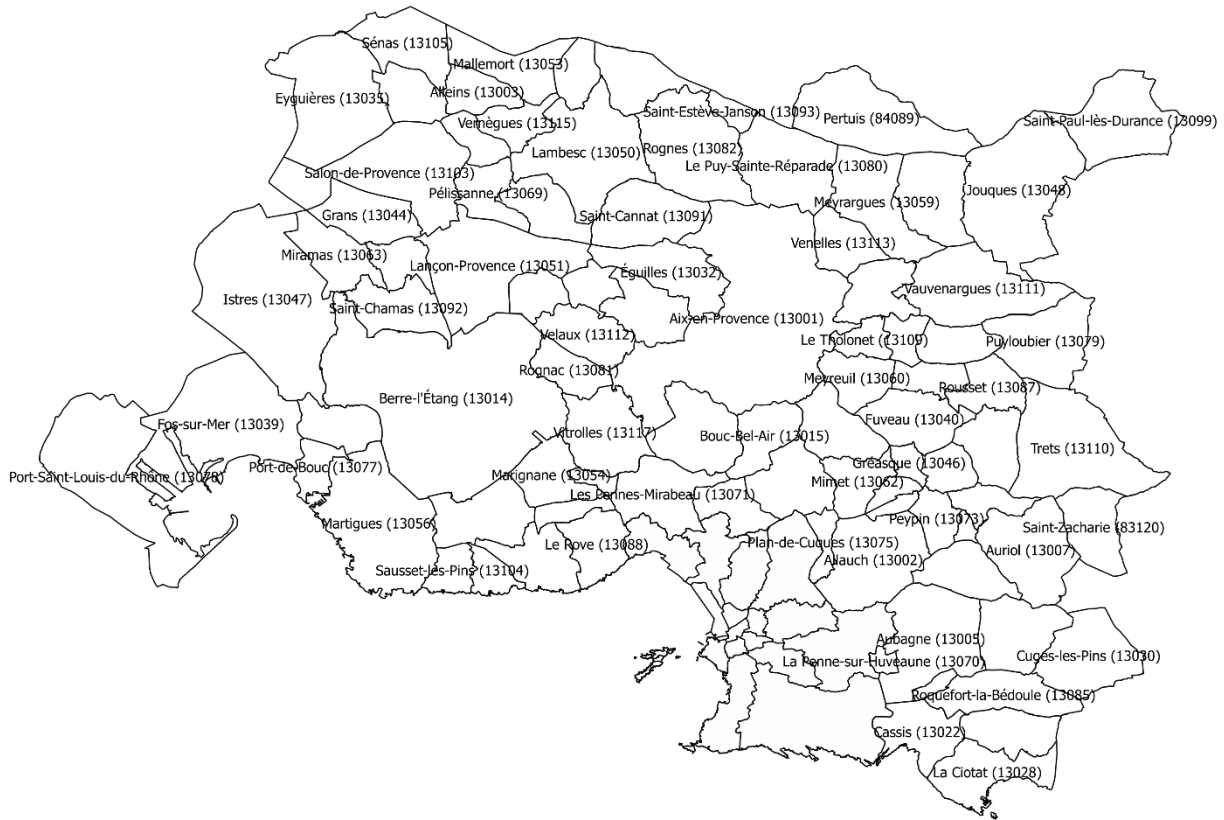 Sénas (13105)
Mallemort (13053)
Eyguières (13035)
Alleins (13003)
Saint-Estève-Janson (13093)
Pertuis (84089)
Saint-Paul-lès-Durance (13099)
Vernègues (13115)
Lambesc (13050)
Rognes (13082)
Le Puy-Sainte-Réparade (13080)
Salon-de-Provence (13103)
Pélissanne (13069)
Jouques (13048)
Meyrargues (13059)
Grans (13044)
Saint-Cannat (13091)
Venelles (13113)
Miramas (13063)
Lançon-Provence (13051)
Éguilles (13032)
Vauvenargues (13111)
Istres (13047)
Saint-Chamas (13092)
Aix-en-Provence (13001)
Velaux (13112)
Le Tholonet (13109)
Puyloubier (13079)
Rognac (13081)
Meyreuil (13060)
Rousset (13087)
Berre-l'Étang (13014)
Fos-sur-Mer (13039)
Vitrolles (13117)
Bouc-Bel-Air (13015)
Fuveau (13040)
Trets (13110)
Port-Saint-Louis-du-Rhône (13078)
Port-de-Bouc (13077)
Marignane (13054)
Gréasque (13046)
Mimet (13062)
Les Pennes-Mirabeau (13071)
Martigues (13056)
Peypin (13073)
Saint-Zacharie (83120)
Le Rove (13088)
Plan-de-Cuques (13075)
Auriol (13007)
Allauch (13002)
Sausset-les-Pins (13104)
Aubagne (13005)
Cuges-les-Pins (13030)
La Penne-sur-Huveaune (13070)
Roquefort-la-Bédoule (13085)
Cassis (13022)
La Ciotat (13028)